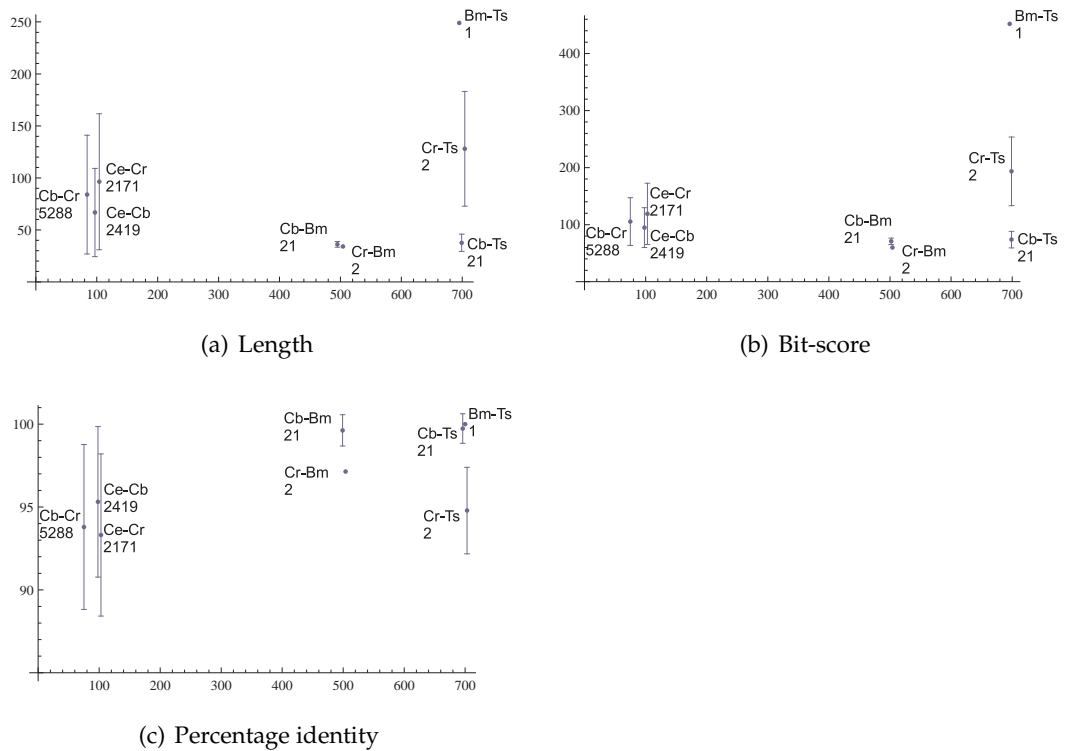 250
200
150
100
50
100 200 300 400 500 600 700
Bm-Ts
1
Cr-Ts
2
Ce-Cr
2171
Cb-Cr
5288
Ce-Cb
2419
Cb-Bm
21
Cr-Bm
2
Cb-Ts
21
(a) Length
400
300
200
100
100 200 300 400 500 600 700
Bm-Ts
1
Cr-Ts
2
Ce-Cr
2171
Cb-Cr
5288
Ce-Cb
2419
Cb-Bm
21
Cr-Bm
2
Cb-Ts
21
(b) Bit-score
100
95
90
100 200 300 400 500 600 700
Cb-Bm
21
Bm-Ts
1
Cb-Ts
21
Cr-Bm
2
Ce-Cb
2419
Cb-Cr
5288
Ce-Cr
2171
Cr-Ts
2
(c) Percentage identity